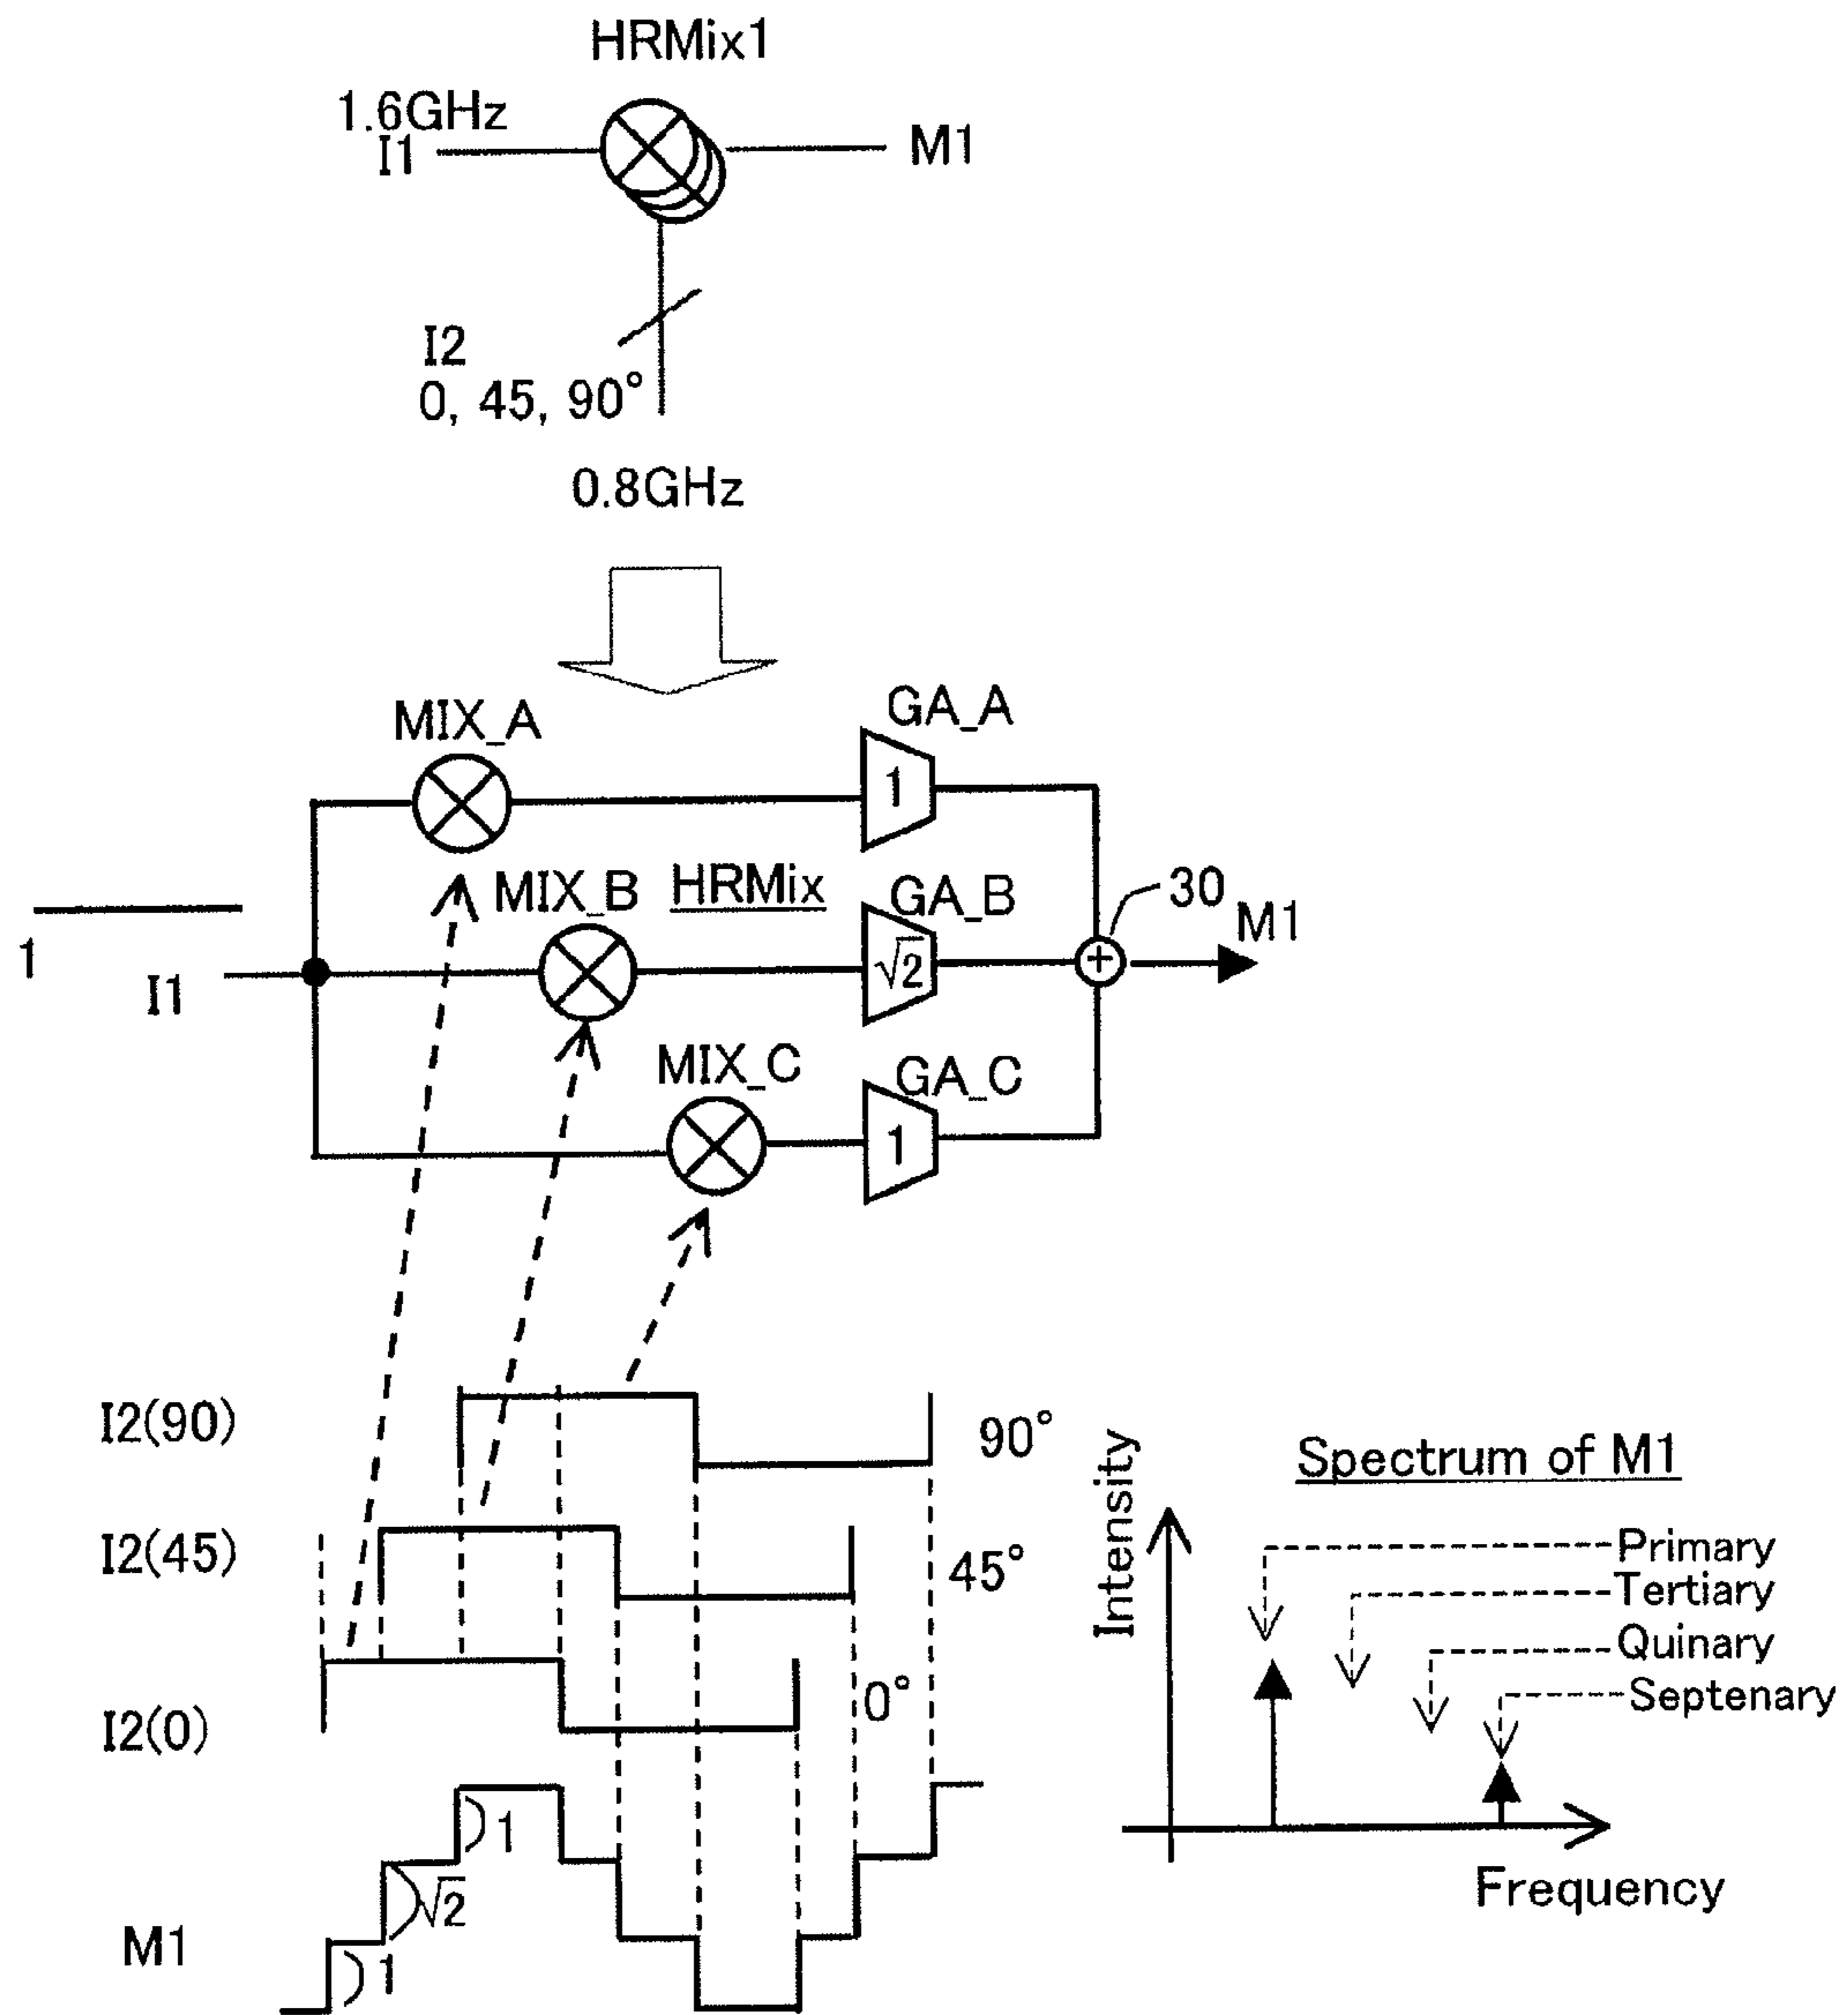 HRMix1
1.6GHz
I1
M1
I2
0, 45, 90°
0.8GHz
MIX_A
GA_A
1
MIX_B
HRMix
GA_B
√2
30
M1
1
I1
MIX_C
GA_C
1
I2(90)
90°
I2(45)
45°
I2(0)
0°
M1
1
√2
1
Spectrum of M1
Intensity
Primary
Tertiary
Quinary
Septenary
Frequency